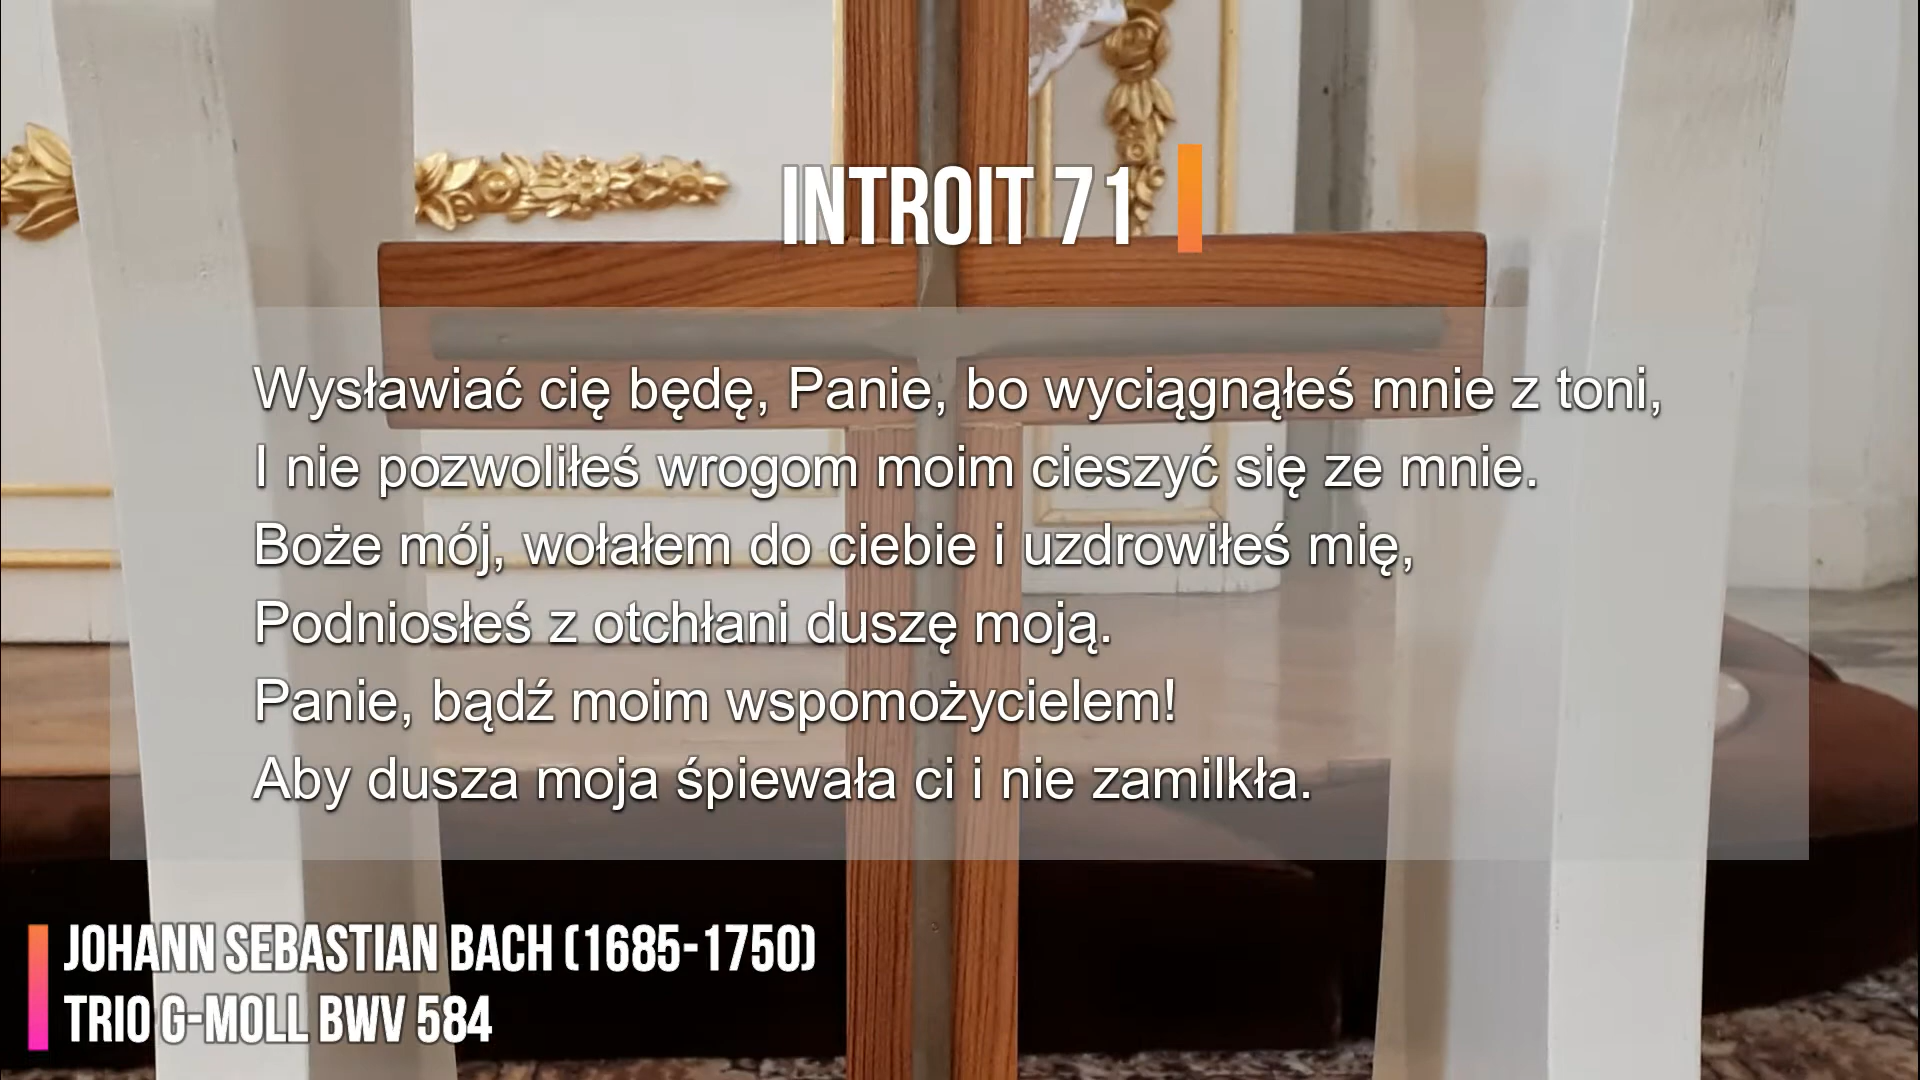 INTROIT 71
Wysławiać cię będę, Panie, bo wyciągnąłeś mnie z toni,
I nie pozwoliłeś wrogom moim cieszyć się ze mnie.
Boże mój, wołałem do ciebie i uzdrowiłeś mię,
Podniosłeś z otchłani duszę moją.
Panie, bądź moim wspomożycielem!
Aby dusza moja śpiewała ci i nie zamilkła.
JOHANN SEBASTIAN BACH (1685-1750)
TRIO G-MOLL BWV 584